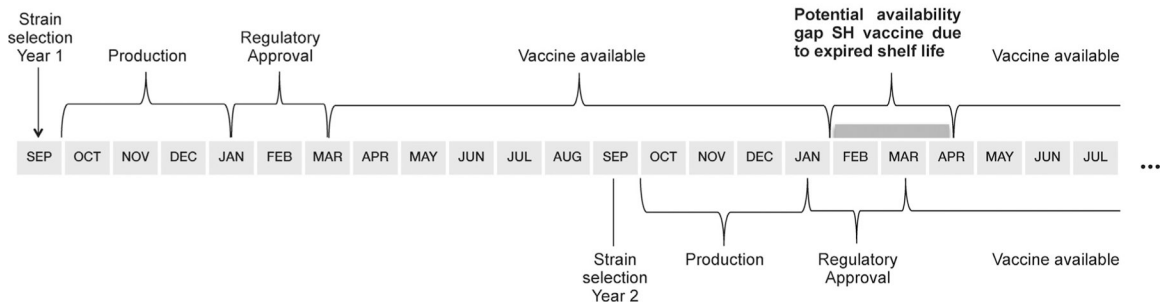 Strain
selection
Year 1
Production
Regulatory
Approval
Vaccine available
Potential availability
gap SH vaccine due
to expired shelf life
Vaccine available
SEP OCT NOV DEC JAN FEB MAR APR MAY JUN JUL AUG SEP OCT NOV DEC JAN FEB MAR APR MAY JUN JUL ...
Strain
selection
Year 2
Production
Regulatory
Approval
Vaccine available